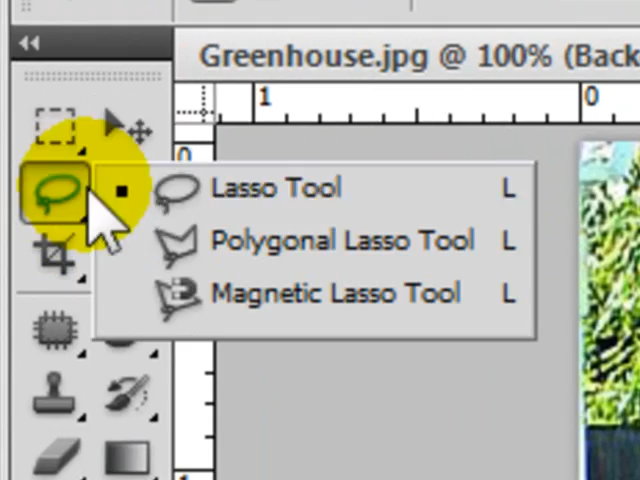 Greenhouse.jpg @ 100% (Back
1 0
0
Lasso Tool L
Polygonal Lasso Tool L
Magnetic Lasso Tool L